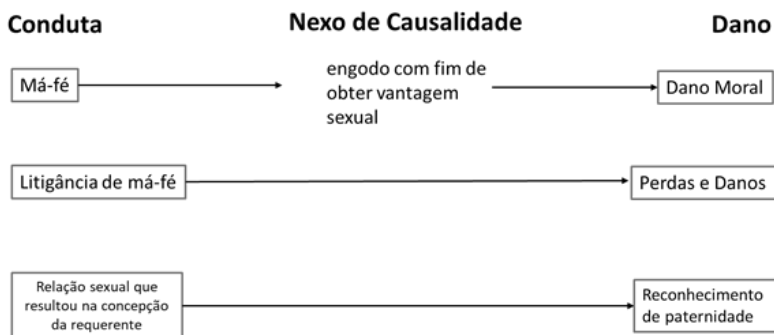 Conduta
Nexo de Causalidade
Dano
Má-fé
engodo com fim de
obter vantagem
sexual
Dano Moral
Litigância de má-fé
Perdas e Danos
Relação sexual que
resultou na concepção
da requerente
Reconhecimento
de paternidade